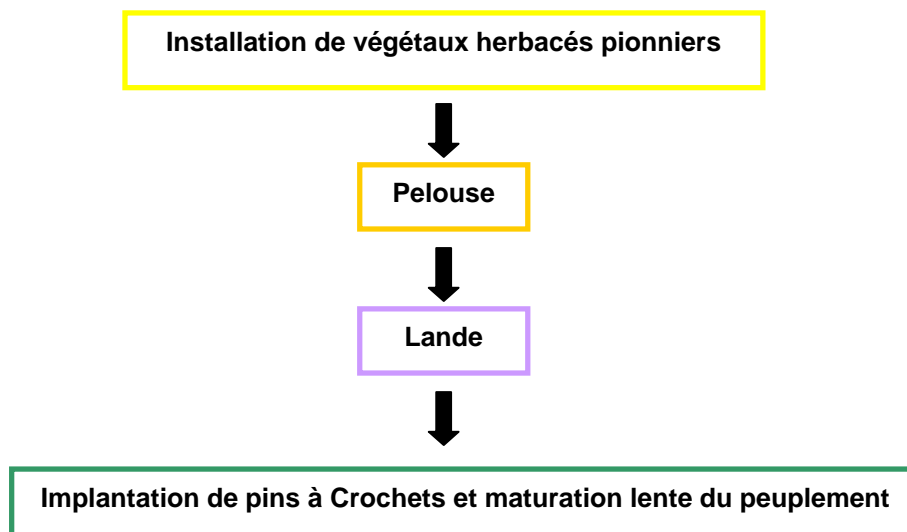 Installation de végétaux herbacés pionniers
Pelouse
Lande
Implantation de pins à Crochets et maturation lente du peuplement